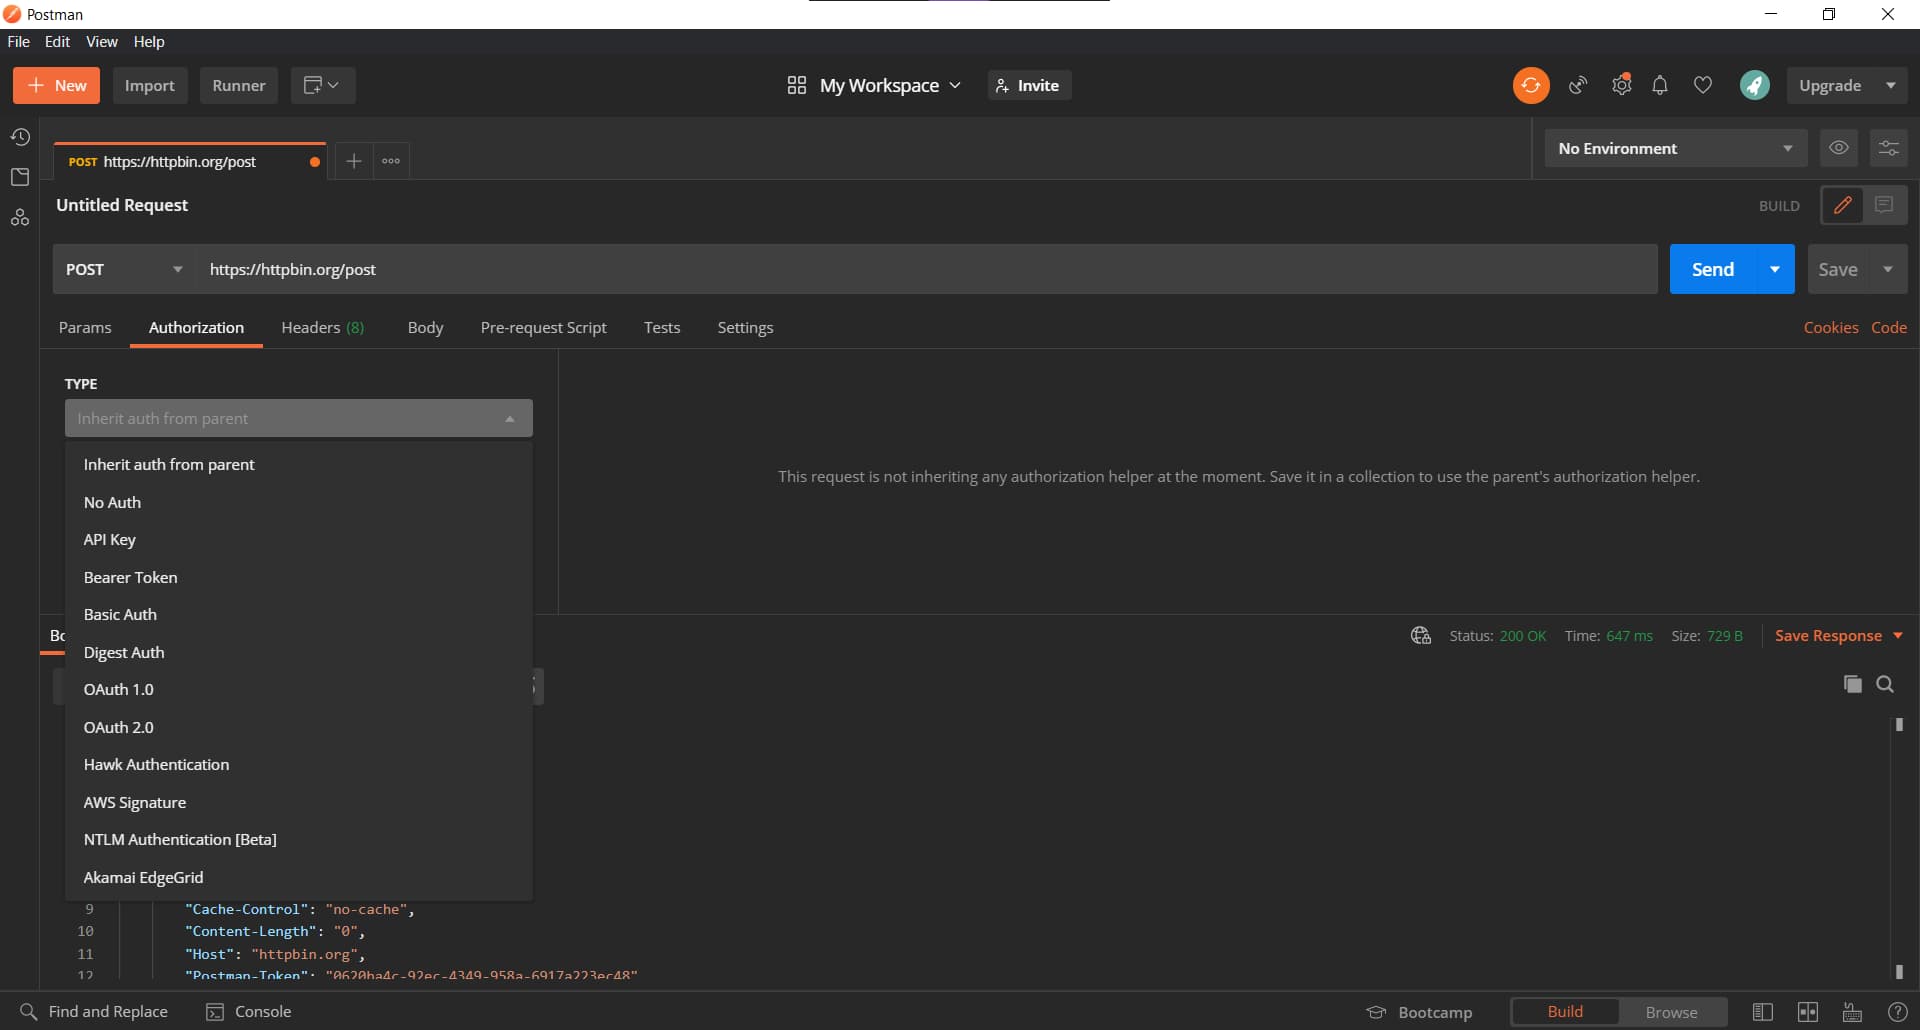 Postman
File Edit View Help
New Import Runner My Workspace Invite Upgrade
POST https://httpbin.org/post No Environment
Untitled Request BUILD
POST https://httpbin.org/post Send Save
Params Authorization Headers (8) Body Pre-request Script Tests Settings Cookies Code
TYPE
Inherit auth from parent
This request is not inheriting any authorization helper at the moment. Save it in a collection to use the parent's authorization helper.
Inherit auth from parent
No Auth
API Key
Bearer Token
Basic Auth
Digest Auth
OAuth 1.0
OAuth 2.0
Hawk Authentication
AWS Signature
NTLM Authentication [Beta]
Akamai EdgeGrid
Status: 200 OK Time: 647 ms Size: 729 B Save Response
9 "Cache-Control": "no-cache",
10 "Content-Length": "0",
11 "Host": "httpbin.org",
12 "Postman-Token": "0620ba4c-92ec-4349-958a-6917a223ec48"
Find and Replace Console Bootcamp Build Browse